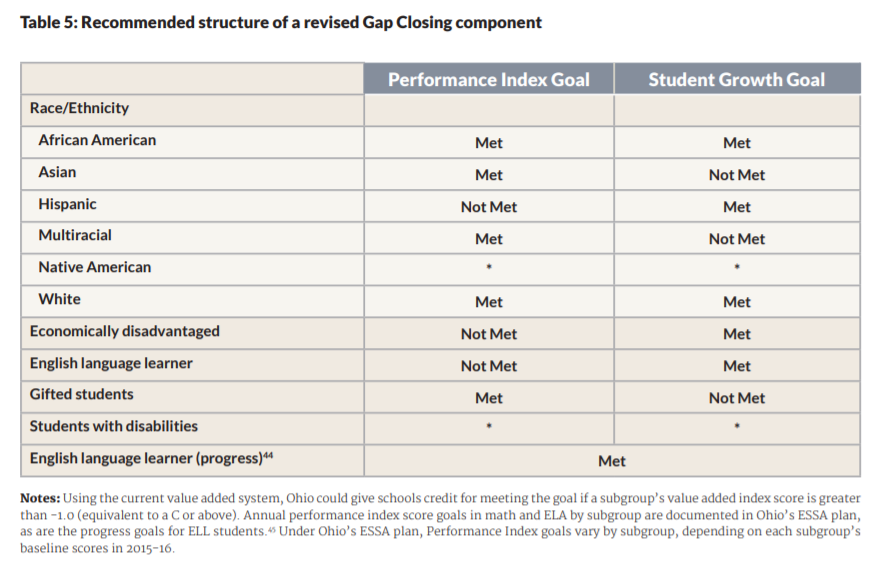 Table 5: Recommended structure of a revised Gap Closing component
Performance Index Goal Student Growth Goal
Race/Ethnicity
African American Met Met
Asian Met Not Met
Hispanic Not Met Met
Multiracial Met Not Met
Native American * *
White Met Met
Economically disadvantaged Not Met Met
English language learner Not Met Met
Gifted students Met Not Met
Students with disabilities * *
English language learner (progress)⁴⁴ Met
Notes: Using the current value added system, Ohio could give schools credit for meeting the goal if a subgroup's value added index score is greater
than -1.0 (equivalent to a C or above). Annual performance index score goals in math and ELA by subgroup are documented in Ohio's ESSA plan,
as are the progress goals for ELL students.⁴⁵ Under Ohio's ESSA plan, Performance Index goals vary by subgroup, depending on each subgroup's
baseline scores in 2015-16.